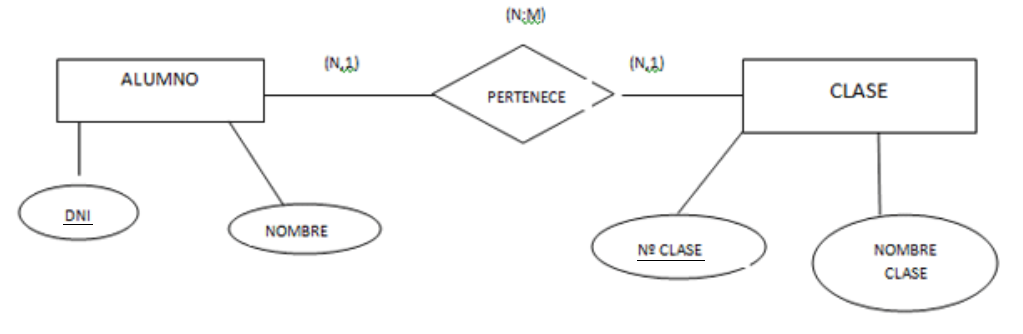 (N:M)
(N,1)
(N,1)
ALUMNO
PERTENECE
CLASE
DNI
NOMBRE
Nº CLASE
NOMBRE
CLASE